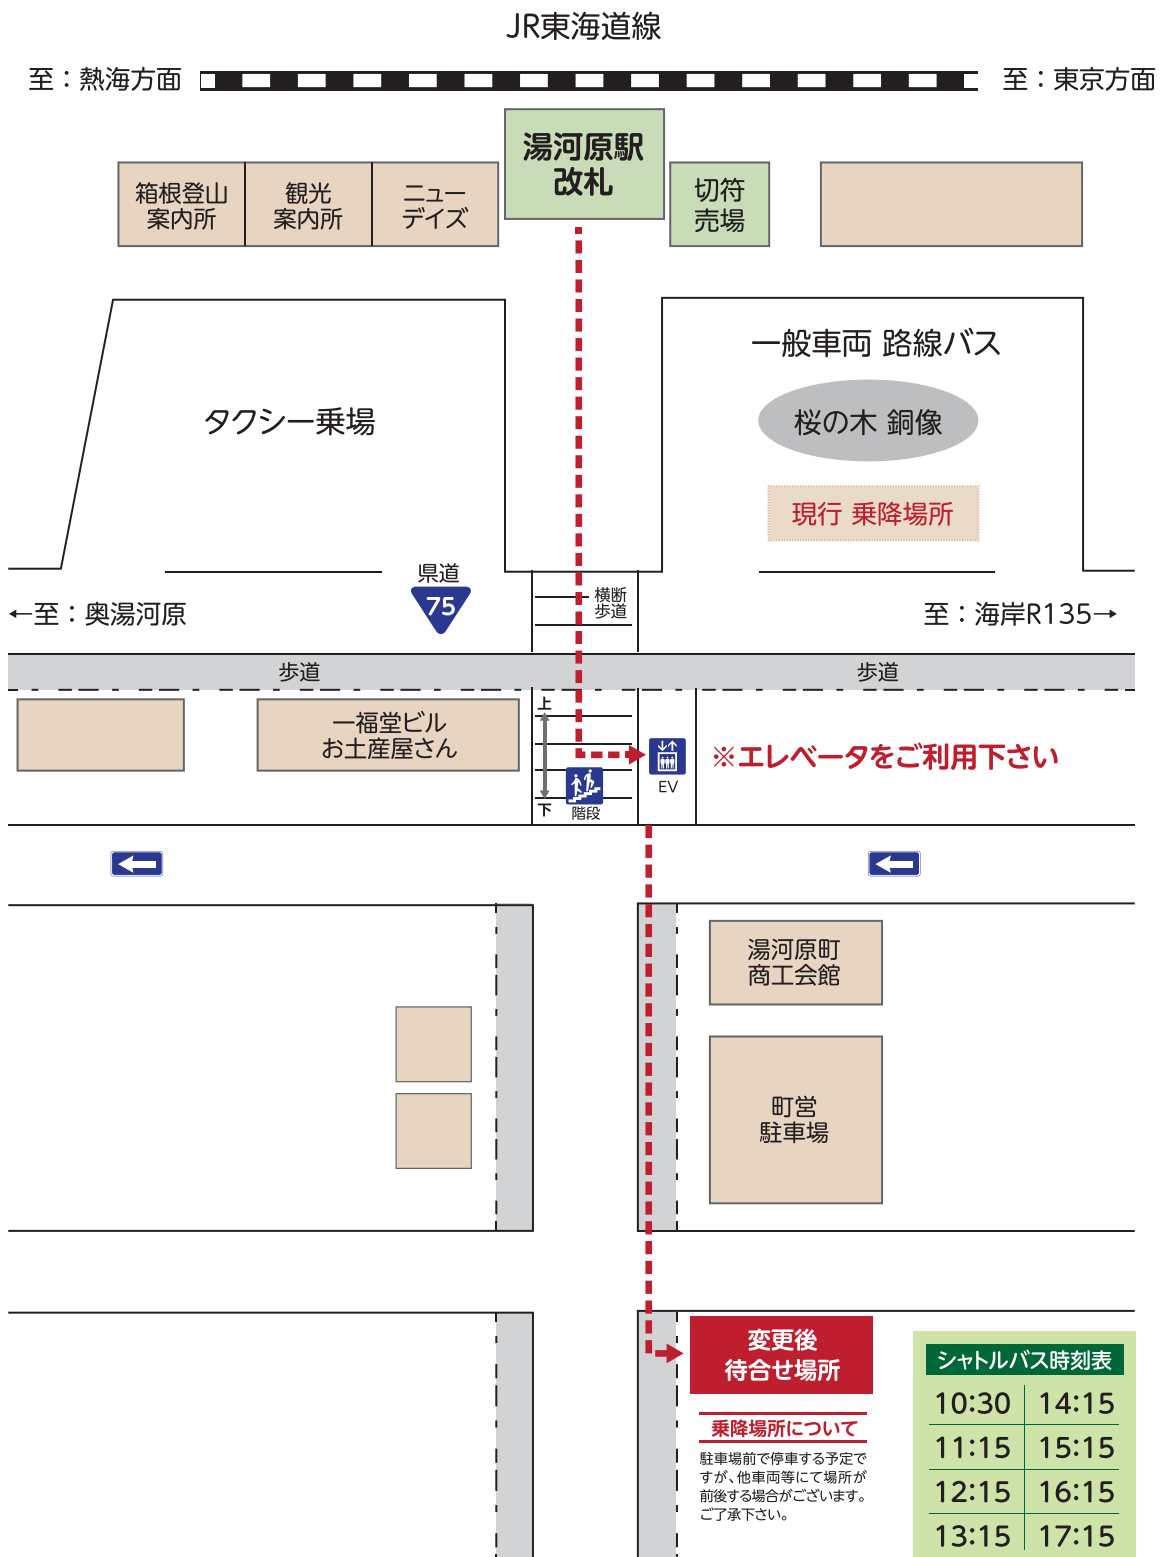 JR東海道線
至：熱海方面
至：東京方面
湯河原駅
改札
箱根登山
案内所
観光
案内所
ニュー
デイズ
切符
売場
一般車両 路線バス
タクシー乗場
桜の木 銅像
現行 乗降場所
県道
75
横断
歩道
←至：奥湯河原
至：海岸R135→
歩道
歩道
一福堂ビル
お土産屋さん
上
下
階段
EV
※エレベータをご利用下さい
湯河原町
商工会館
町営
駐車場
変更後
待合せ場所
乗降場所について
駐車場前で停車する予定で
すが、他車両等にて場所が
前後する場合がございます。
ご了承下さい。
シャトルバス時刻表
10:30 14:15
11:15 15:15
12:15 16:15
13:15 17:15